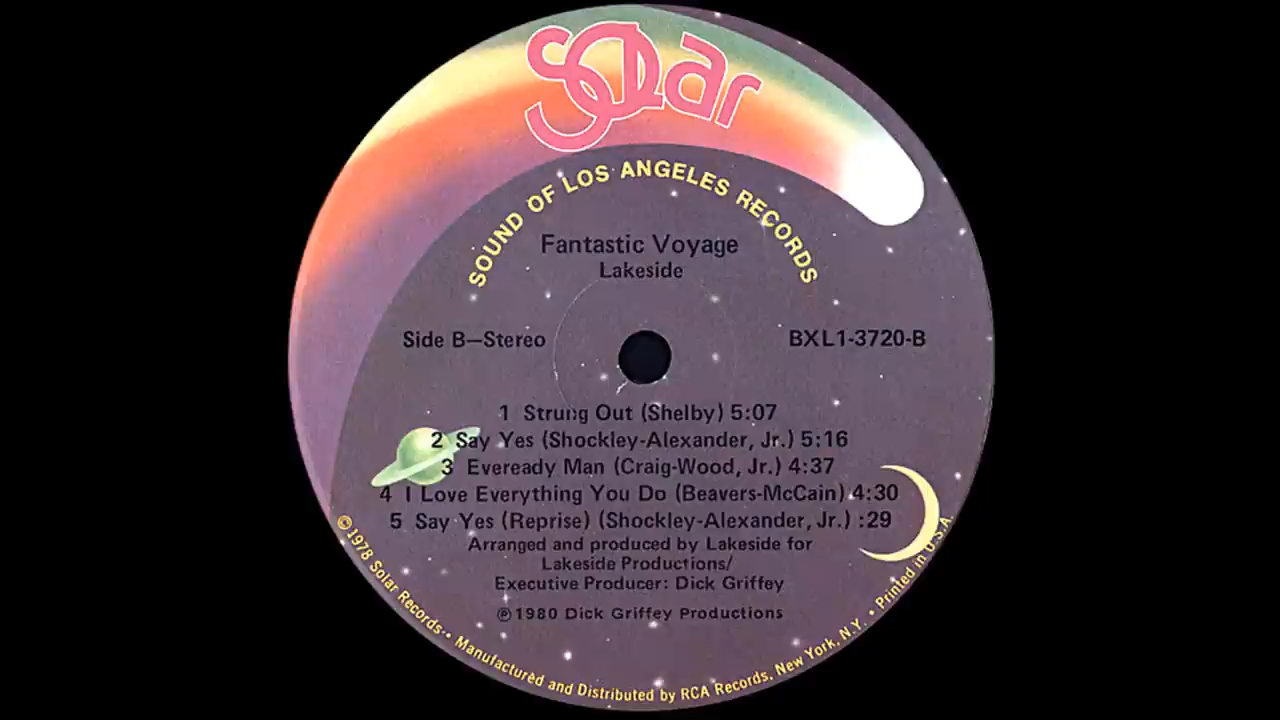 Solar
SOUND OF LOS ANGELES RECORDS
Fantastic Voyage
Lakeside
Side B—Stereo
BXL1-3720-B
1 Strung Out (Shelby) 5:07
2 Say Yes (Shockley-Alexander, Jr.) 5:16
3 Eveready Man (Craig-Wood, Jr.) 4:37
4 I Love Everything You Do (Beavers-McCain) 4:30
5 Say Yes (Reprise) (Shockley-Alexander, Jr.) :29
Arranged and produced by Lakeside for
Lakeside Productions/
Executive Producer: Dick Griffey
℗1980 Dick Griffey Productions
©1978 Solar Records • Manufactured and Distributed by RCA Records, New York, N.Y. • Printed in U.S.A.